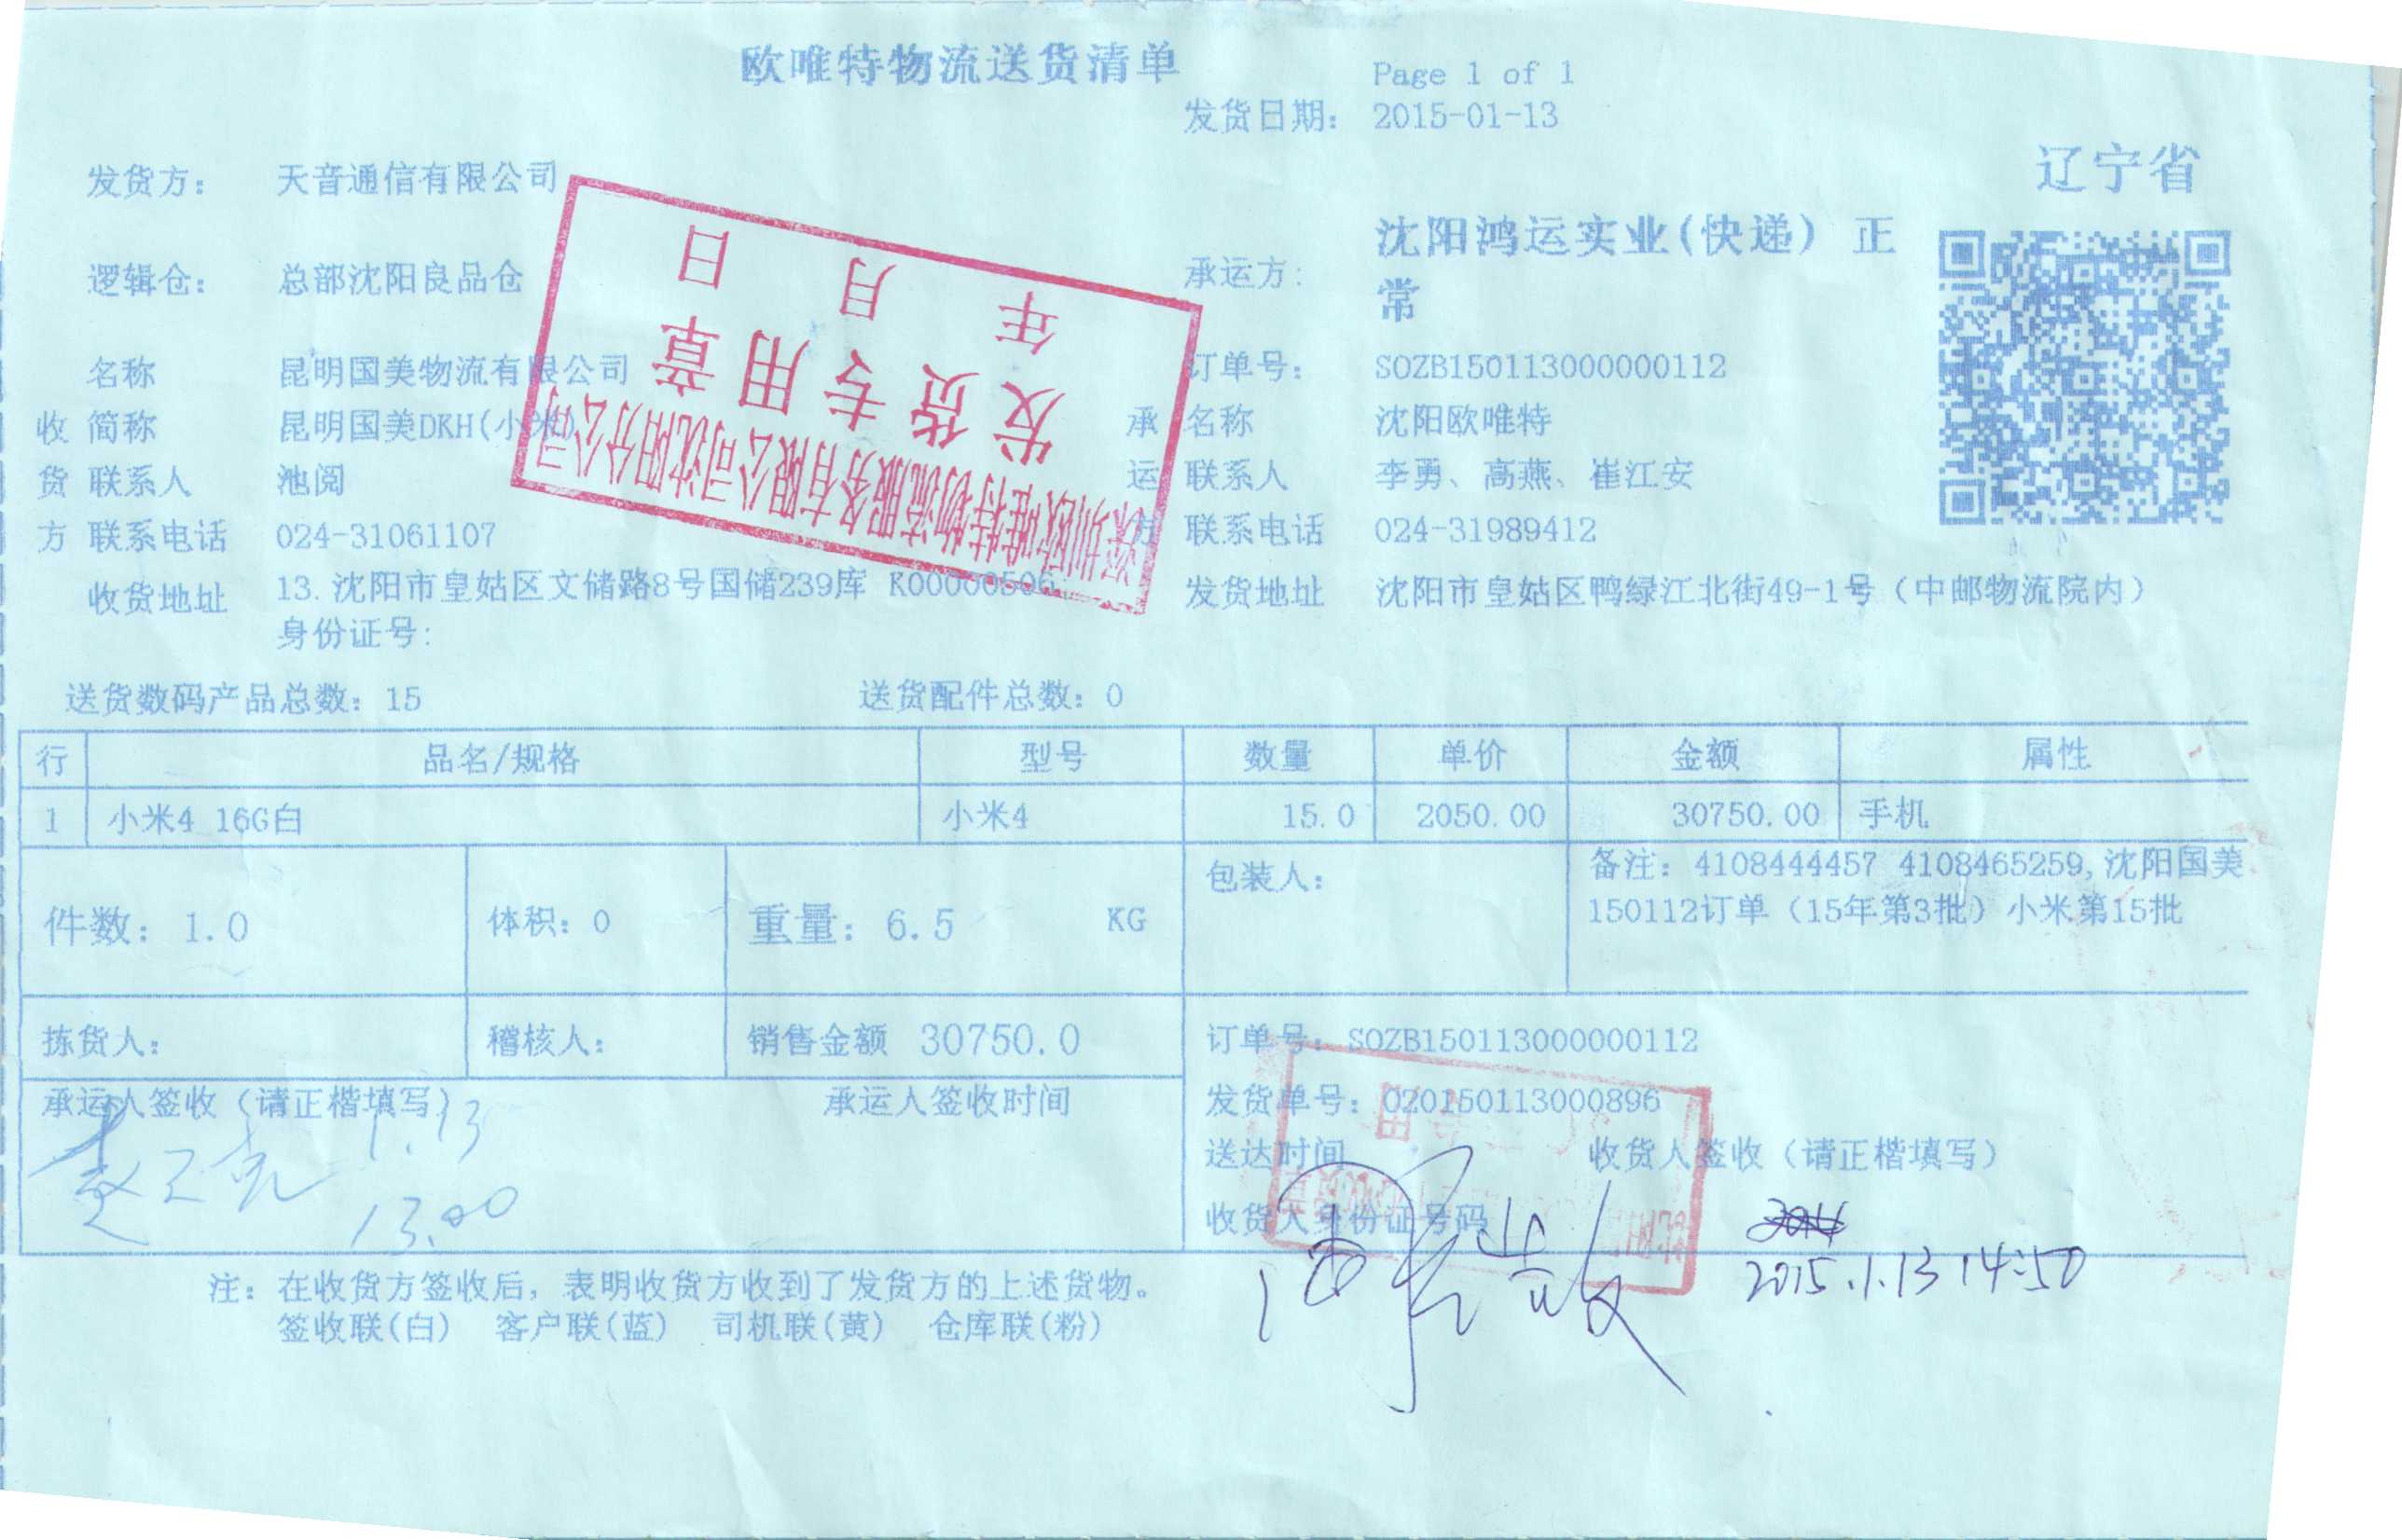 欧唯特物流送货清单
Page 1 of 1
发货日期： 2015-01-13
辽宁省
发货方： 天音通信有限公司
承运方： 沈阳鸿运实业(快递) 正常
逻辑仓： 总部沈阳良品仓
收货方
名称 昆明国美物流有限公司
简称 昆明国美DKH(小米)
联系人 池阅
联系电话 024-31061107
收货地址 13.沈阳市皇姑区文储路8号国储239库 K00000506
身份证号：
订单号： SOZB150113000000112
承运方
名称 沈阳欧唯特
联系人 李勇、高燕、崔江安
联系电话 024-31989412
发货地址 沈阳市皇姑区鸭绿江北街49-1号（中邮物流院内）
深圳欧唯特物流服务有限公司沈阳分公司
发货专用章
年 月 日
送货数码产品总数：15 送货配件总数：0
行 品名/规格 型号 数量 单价 金额 属性
1 小米4 16G白 小米4 15.0 2050.00 30750.00 手机
件数：1.0 体积：0 重量：6.5 KG 包装人：
备注：4108444457 4108465259,沈阳国美
150112订单（15年第3批）小米第15批
拣货人： 稽核人： 销售金额 30750.0 订单号：SOZB150113000000112
承运人签收（请正楷填写） 承运人签收时间
1.13
13.00
发货单号：020150113000896
送达时间 收货人签收（请正楷填写）
收货人身份证号码
2015.1.13 14:50
注：在收货方签收后，表明收货方收到了发货方的上述货物。
签收联(白) 客户联(蓝) 司机联(黄) 仓库联(粉)